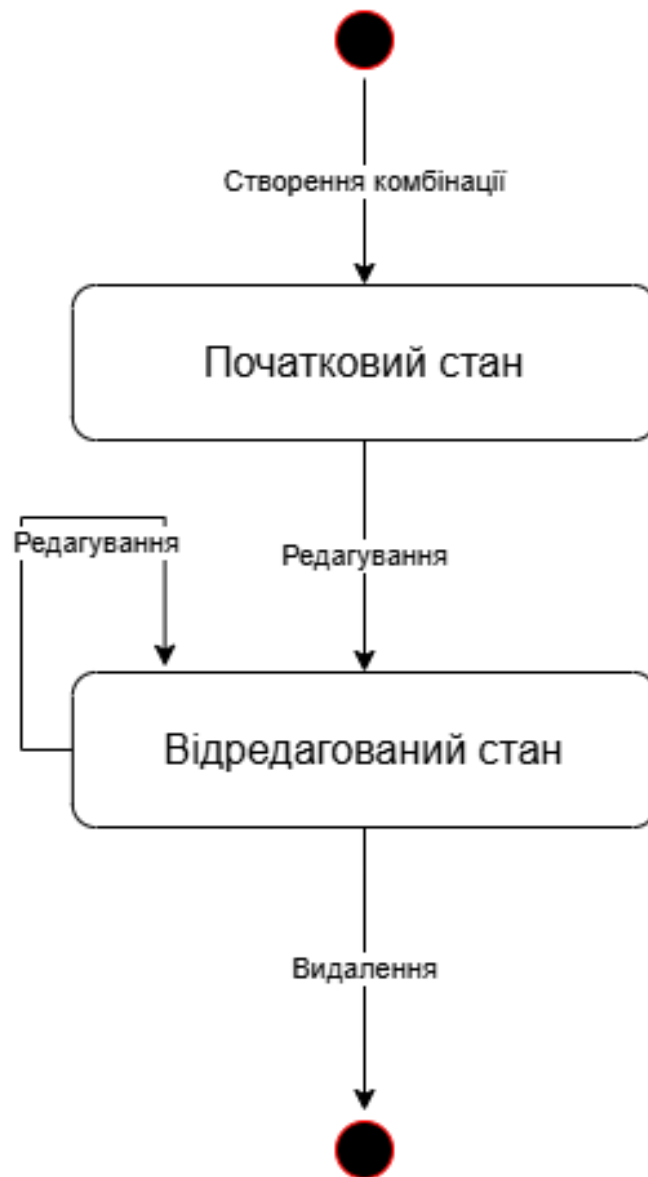 Створення комбінації
Початковий стан
Редагування
Редагування
Відредагований стан
Видалення